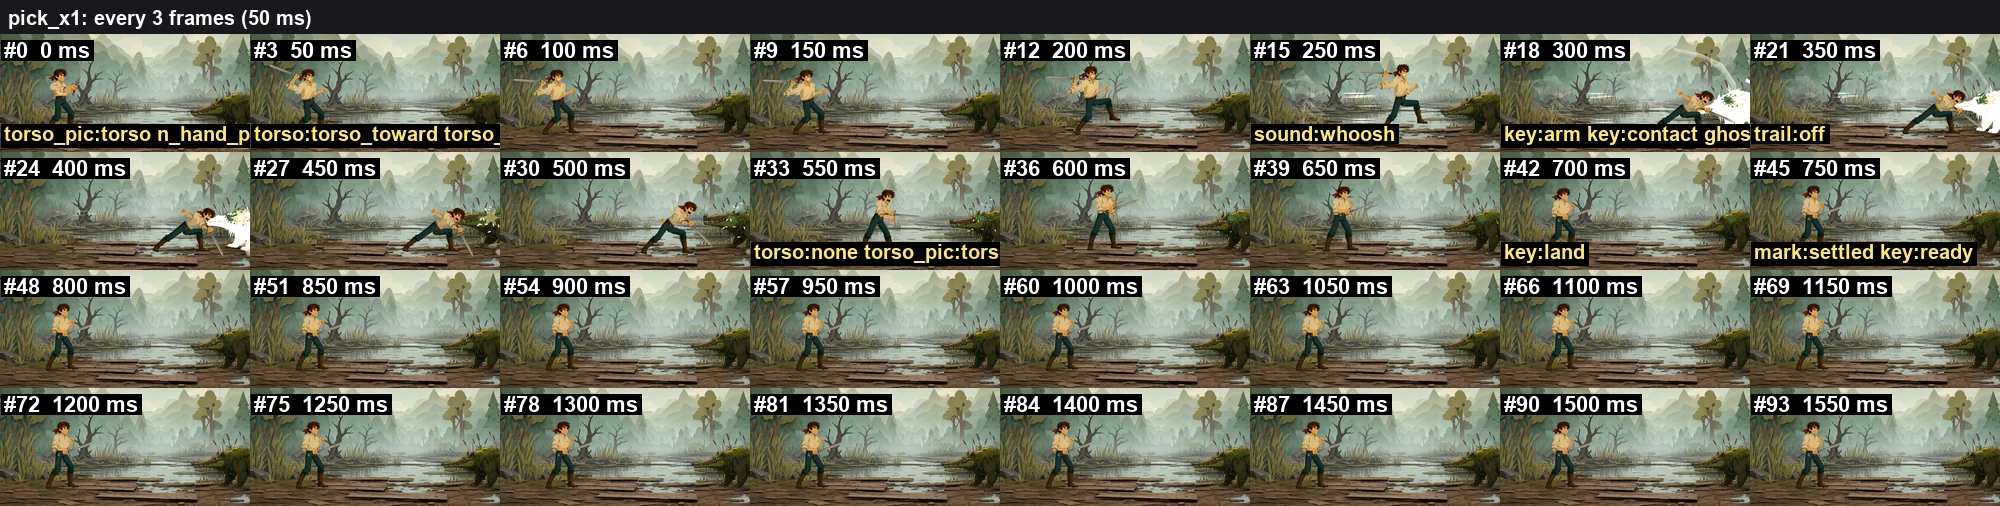 pick_x1: every 3 frames (50 ms)
#0 0 ms
#3 50 ms
#6 100 ms
#9 150 ms
#12 200 ms
#15 250 ms
#18 300 ms
#21 350 ms
torso_pic:torso n_hand_p
torso:torso_toward torso_
sound:whoosh
key:arm key:contact ghos
trail:off
#24 400 ms
#27 450 ms
#30 500 ms
#33 550 ms
#36 600 ms
#39 650 ms
#42 700 ms
#45 750 ms
torso:none torso_pic:tors
key:land
mark:settled key:ready
#48 800 ms
#51 850 ms
#54 900 ms
#57 950 ms
#60 1000 ms
#63 1050 ms
#66 1100 ms
#69 1150 ms
#72 1200 ms
#75 1250 ms
#78 1300 ms
#81 1350 ms
#84 1400 ms
#87 1450 ms
#90 1500 ms
#93 1550 ms